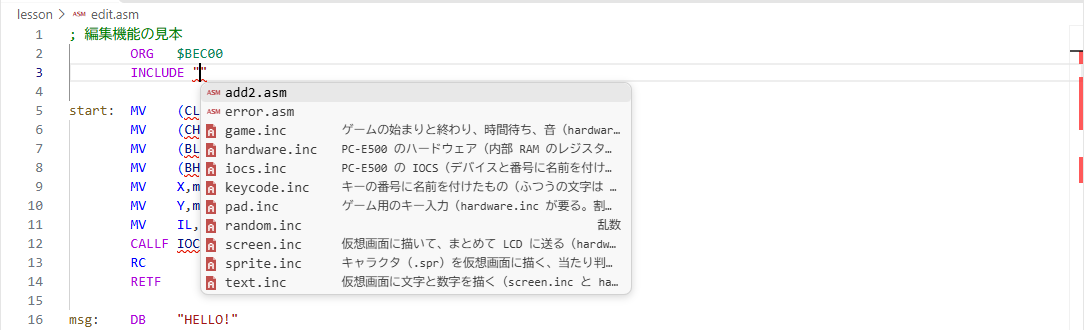 lesson > ASM edit.asm
1 ; 編集機能の見本
2 ORG $BEC00
3 INCLUDE ""
4
5 start: MV (CL
6 MV (CH
7 MV (BL
8 MV (BH
9 MV X,m
10 MV Y,m
11 MV IL,
12 CALLF IOC
13 RC
14 RETF
15
16 msg: DB "HELLO!"
ASM add2.asm
ASM error.asm
game.inc ゲームの始まりと終わり、時間待ち、音（hardwar…
hardware.inc PC-E500 のハードウェア（内部 RAM のレジスタ…
iocs.inc PC-E500 の IOCS（デバイスと番号に名前を付け…
keycode.inc キーの番号に名前を付けたもの（ふつうの文字は …
pad.inc ゲーム用のキー入力（hardware.inc が要る。割…
random.inc 乱数
screen.inc 仮想画面に描いて、まとめて LCD に送る（hardw…
sprite.inc キャラクタ（.spr）を仮想画面に描く、当たり判…
text.inc 仮想画面に文字と数字を描く（screen.inc と ha…